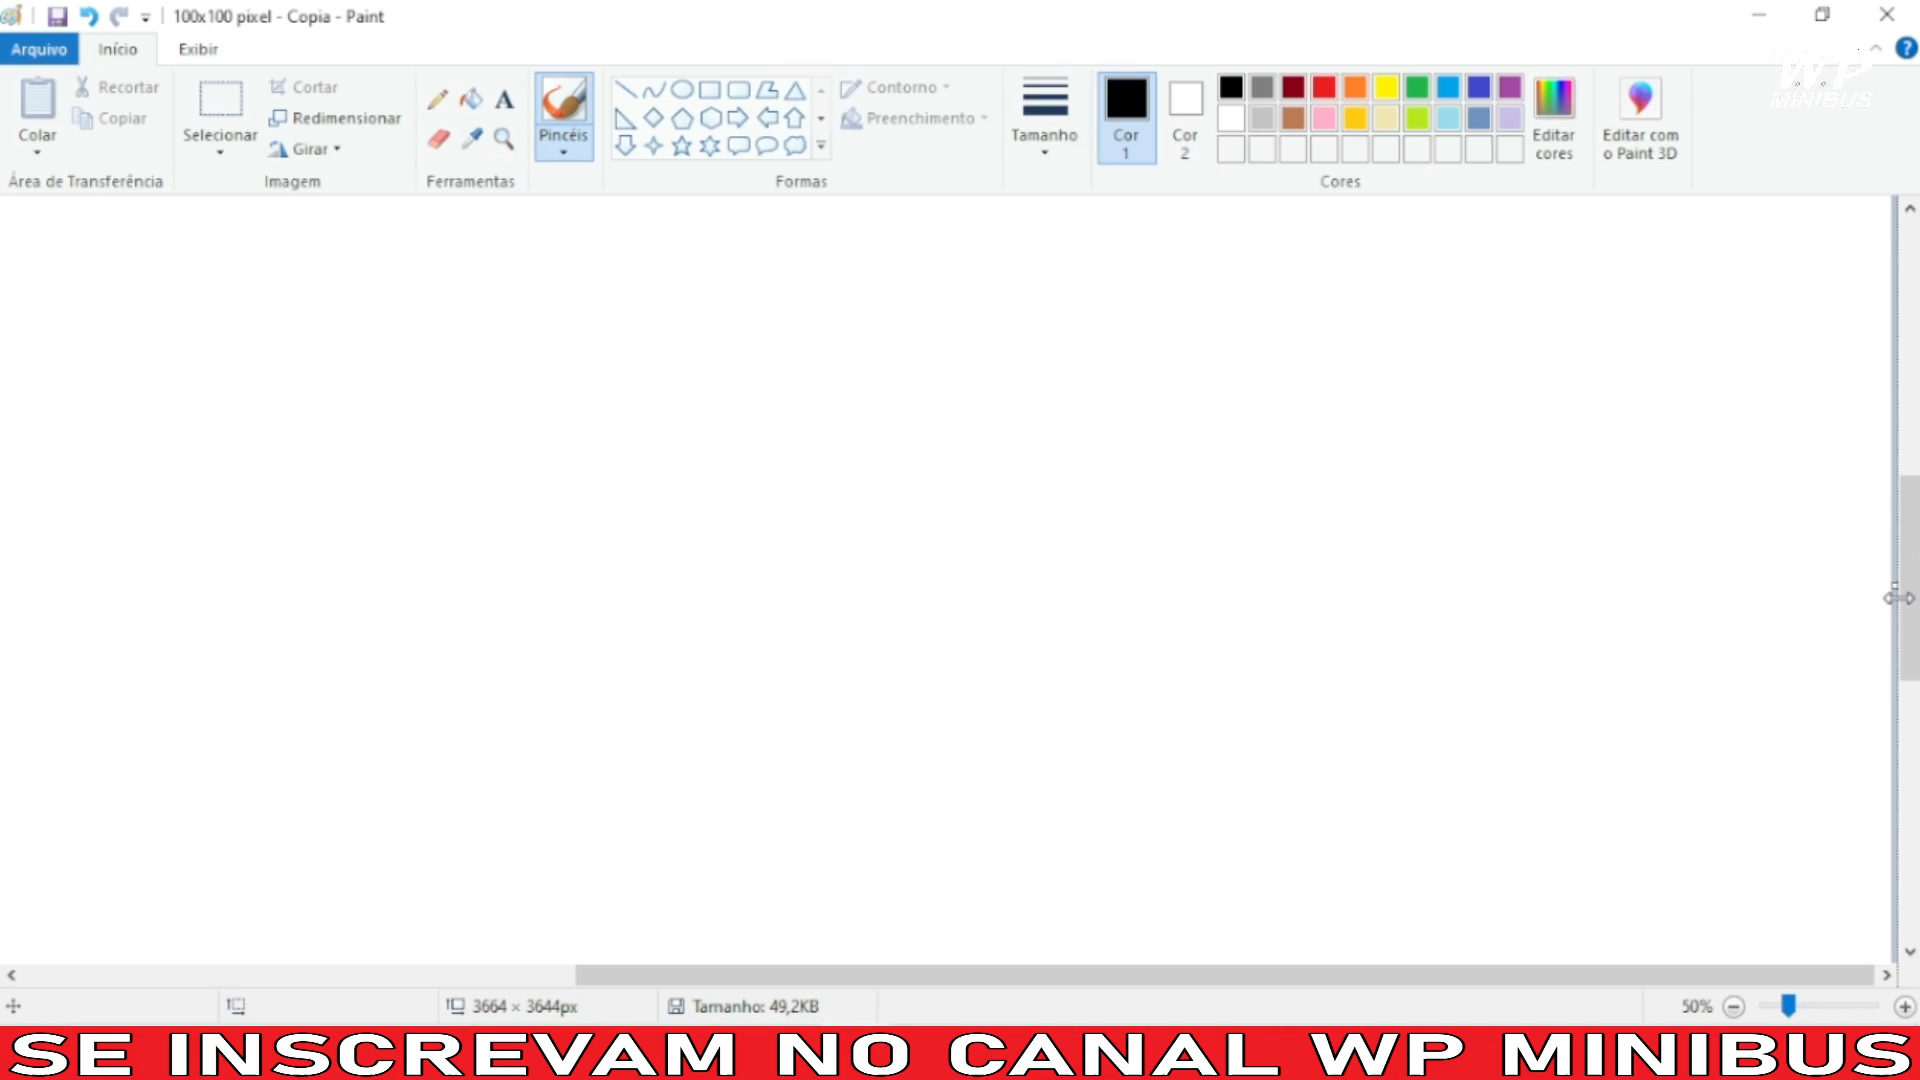 100x100 pixel - Copia - Paint
Arquivo Início Exibir
Colar
Recortar
Copiar
Área de Transferência
Selecionar
Cortar
Redimensionar
Girar
Imagem
A
Ferramentas
Pincéis
Contorno
Preenchimento
Formas
Tamanho
Cor
1
Cor
2
Editar
cores
Cores
Editar com
o Paint 3D
WP
MINIBUS
3664 × 3644px
Tamanho: 49,2KB
50%
SE INSCREVAM NO CANAL WP MINIBUS